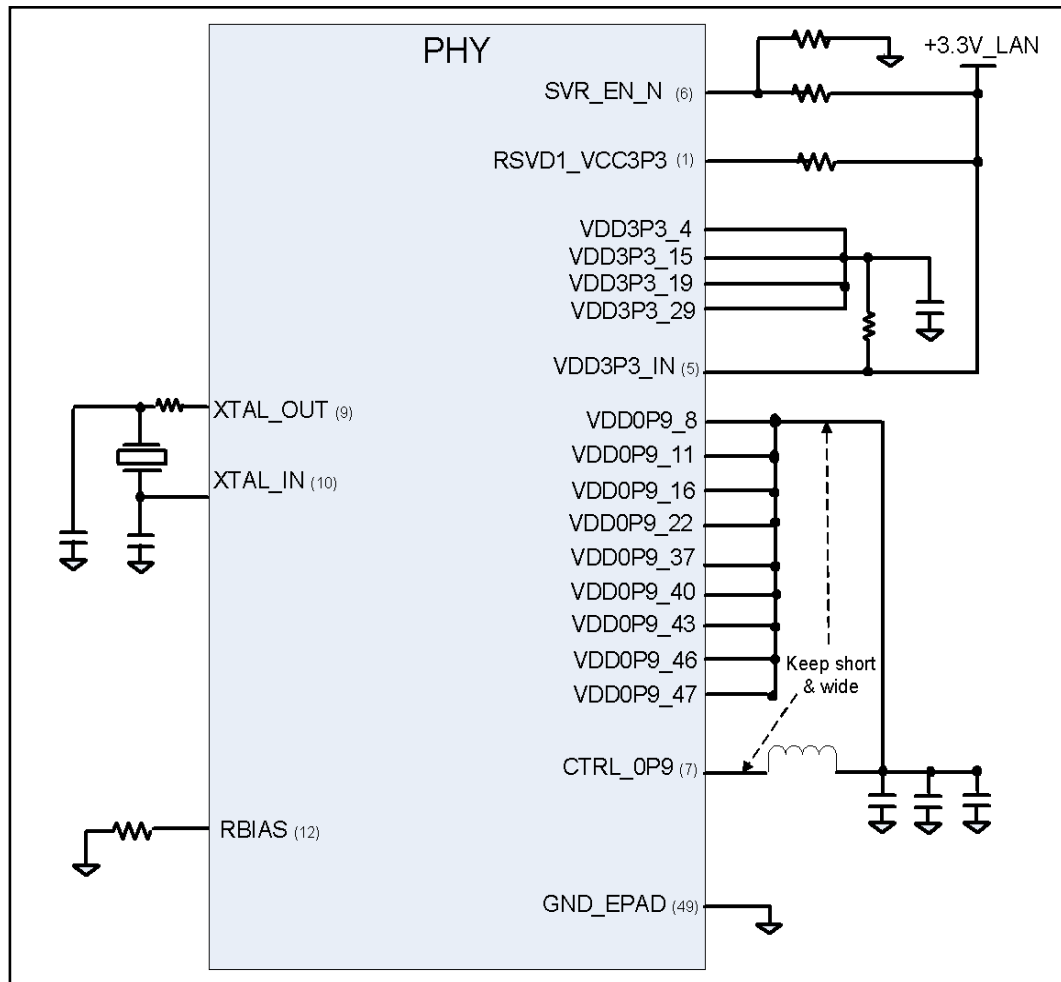 PHY
+3.3V_LAN
SVR_EN_N (6)
RSVD1_VCC3P3 (1)
VDD3P3_4
VDD3P3_15
VDD3P3_19
VDD3P3_29
VDD3P3_IN (5)
XTAL_OUT (9)
XTAL_IN (10)
VDD0P9_8
VDD0P9_11
VDD0P9_16
VDD0P9_22
VDD0P9_37
VDD0P9_40
VDD0P9_43
VDD0P9_46
VDD0P9_47
Keep short
& wide
CTRL_0P9 (7)
RBIAS (12)
GND_EPAD (49)